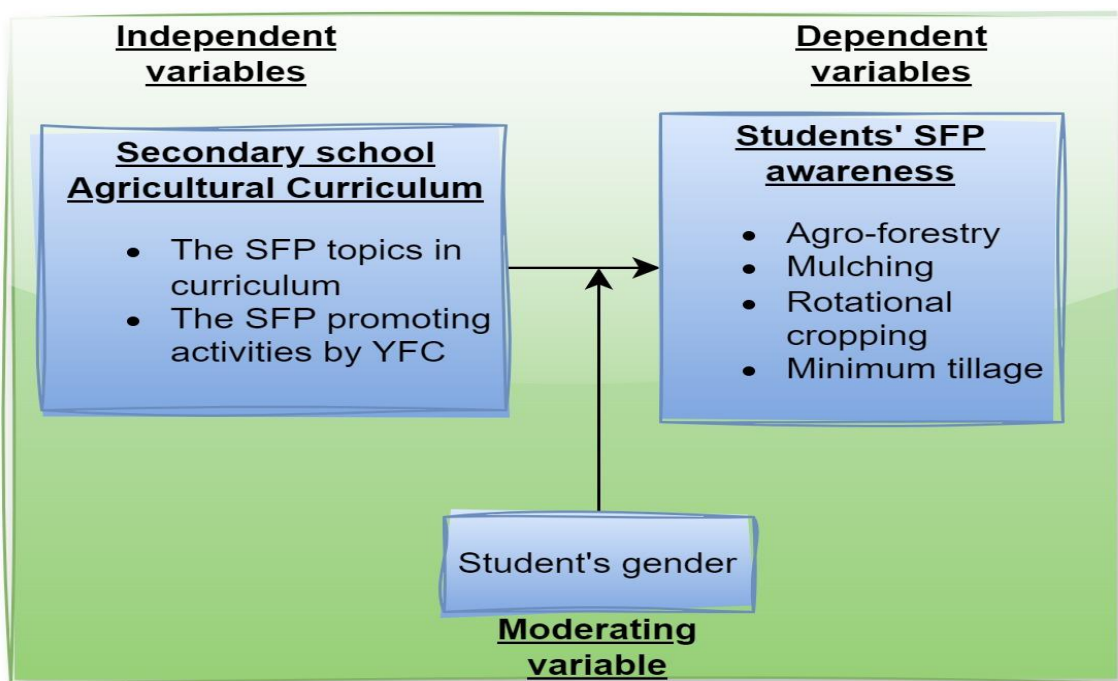 Independent
variables
Secondary school
Agricultural Curriculum
• The SFP topics in
curriculum
• The SFP promoting
activities by YFC
Dependent
variables
Students' SFP
awareness
• Agro-forestry
• Mulching
• Rotational
cropping
• Minimum tillage
Student's gender
Moderating
variable